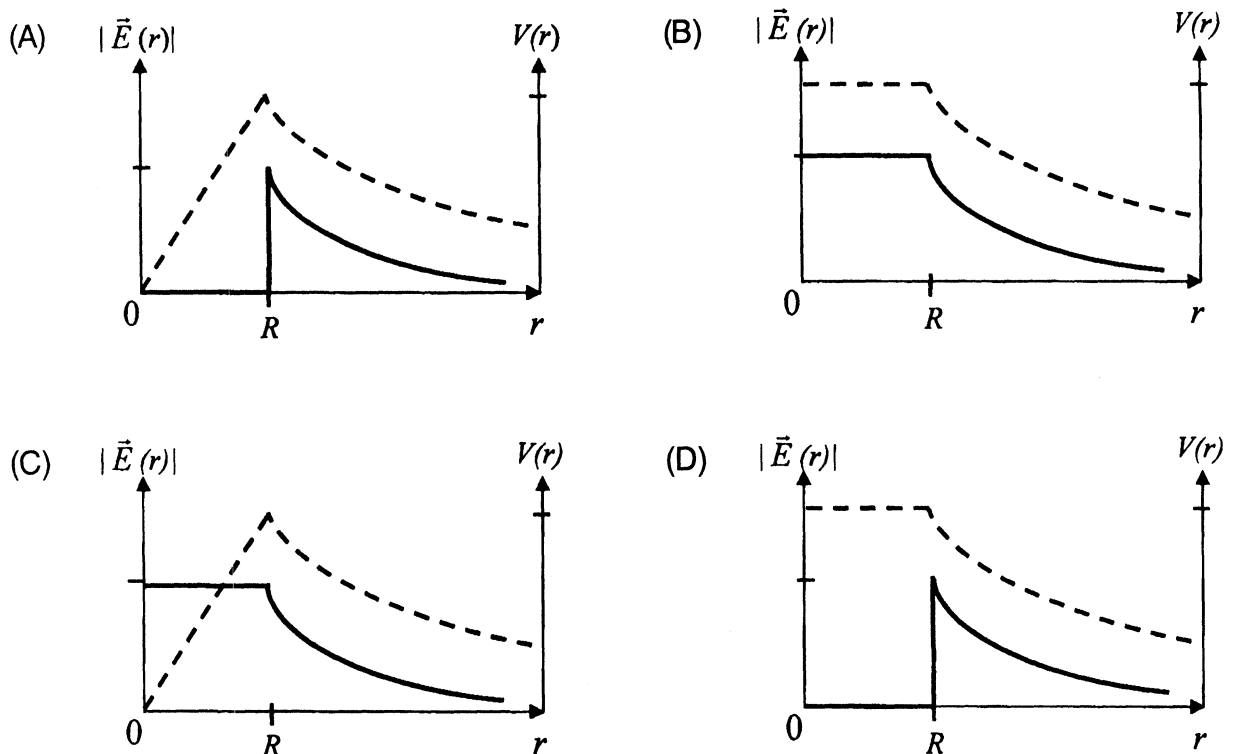 (A) | E⃗ (r)| V(r)
0 R r
(B) | E⃗ (r)| V(r)
0 R r
(C) | E⃗ (r)| V(r)
0 R r
(D) | E⃗ (r)| V(r)
0 R r